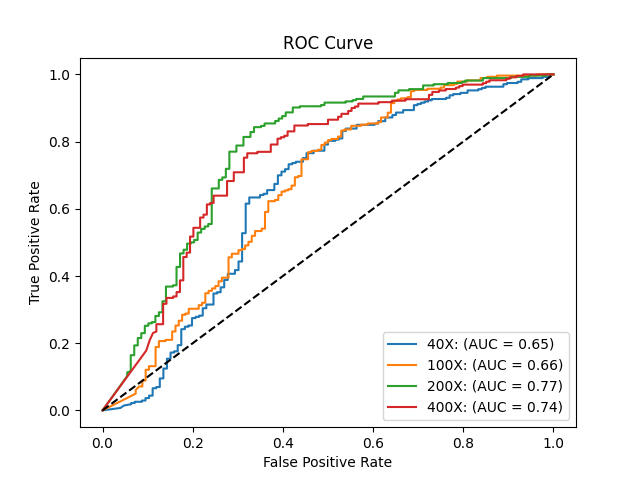 ROC Curve
True Positive Rate
1.0
0.8
0.6
0.4
0.2
0.0
40X: (AUC = 0.65)
100X: (AUC = 0.66)
200X: (AUC = 0.77)
400X: (AUC = 0.74)
0.0 0.2 0.4 0.6 0.8 1.0
False Positive Rate